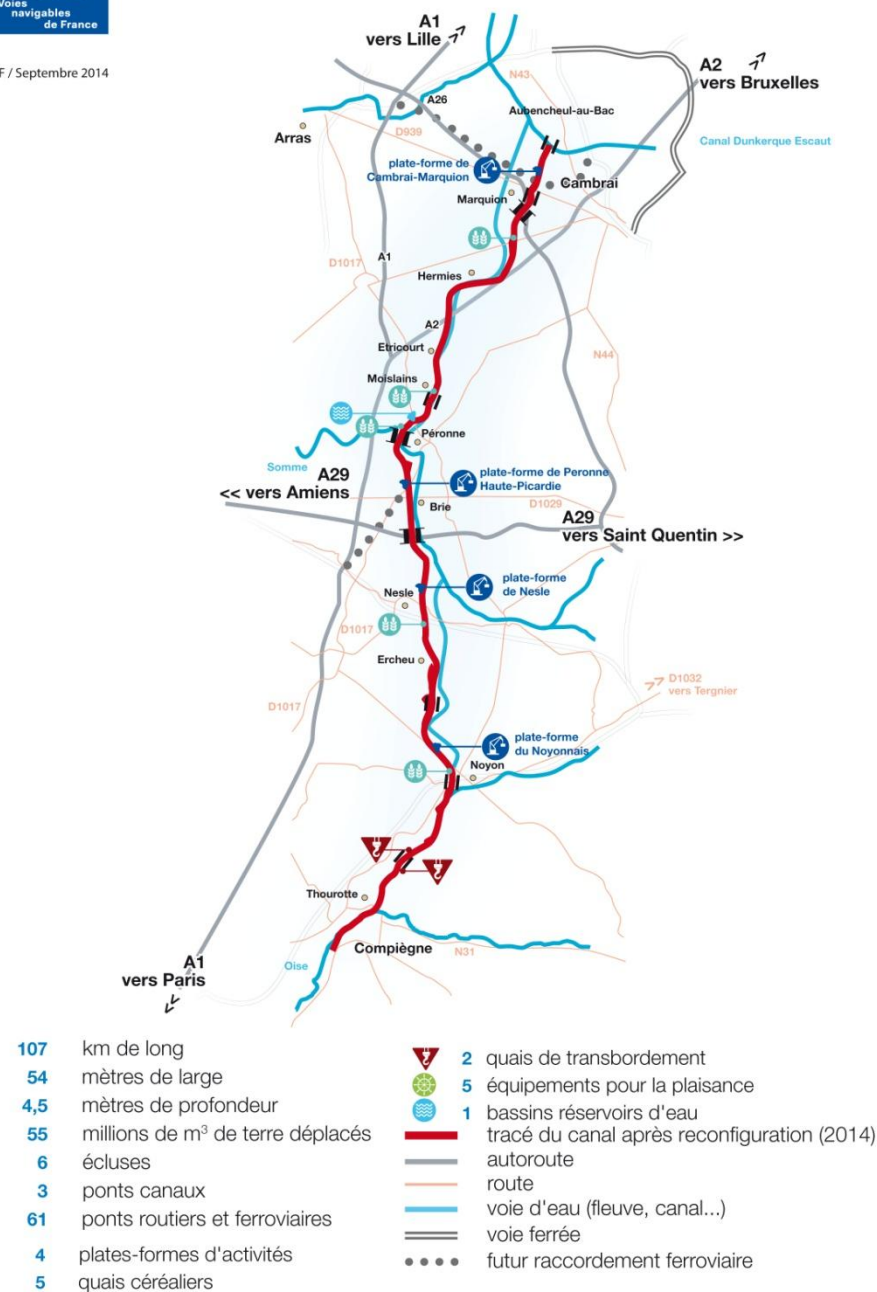 Voies
navigables
de France
F / Septembre 2014
A1
vers Lille
A2
vers Bruxelles
N43
A26
Aubencheul-au-Bac
Arras
D939
Canal Dunkerque Escaut
plate-forme de
Cambrai-Marquion
Cambrai
Marquion
D1017
A1
Hermies
A2
Etricourt
N44
Moislains
Péronne
Somme
A29
<< vers Amiens
plate-forme de Peronne
Haute-Picardie
Brie
D1029
A29
vers Saint Quentin >>
plate-forme
de Nesle
Nesle
D1017
Ercheu
D1032
vers Tergnier
D1017
plate-forme
du Noyonnais
Noyon
Thourotte
Compiègne
N31
Oise
A1
vers Paris
107 km de long
54 mètres de large
4,5 mètres de profondeur
55 millions de m³ de terre déplacés
6 écluses
3 ponts canaux
61 ponts routiers et ferroviaires
4 plates-formes d'activités
5 quais céréaliers
2 quais de transbordement
5 équipements pour la plaisance
1 bassins réservoirs d'eau
tracé du canal après reconfiguration (2014)
autoroute
route
voie d'eau (fleuve, canal...)
voie ferrée
futur raccordement ferroviaire